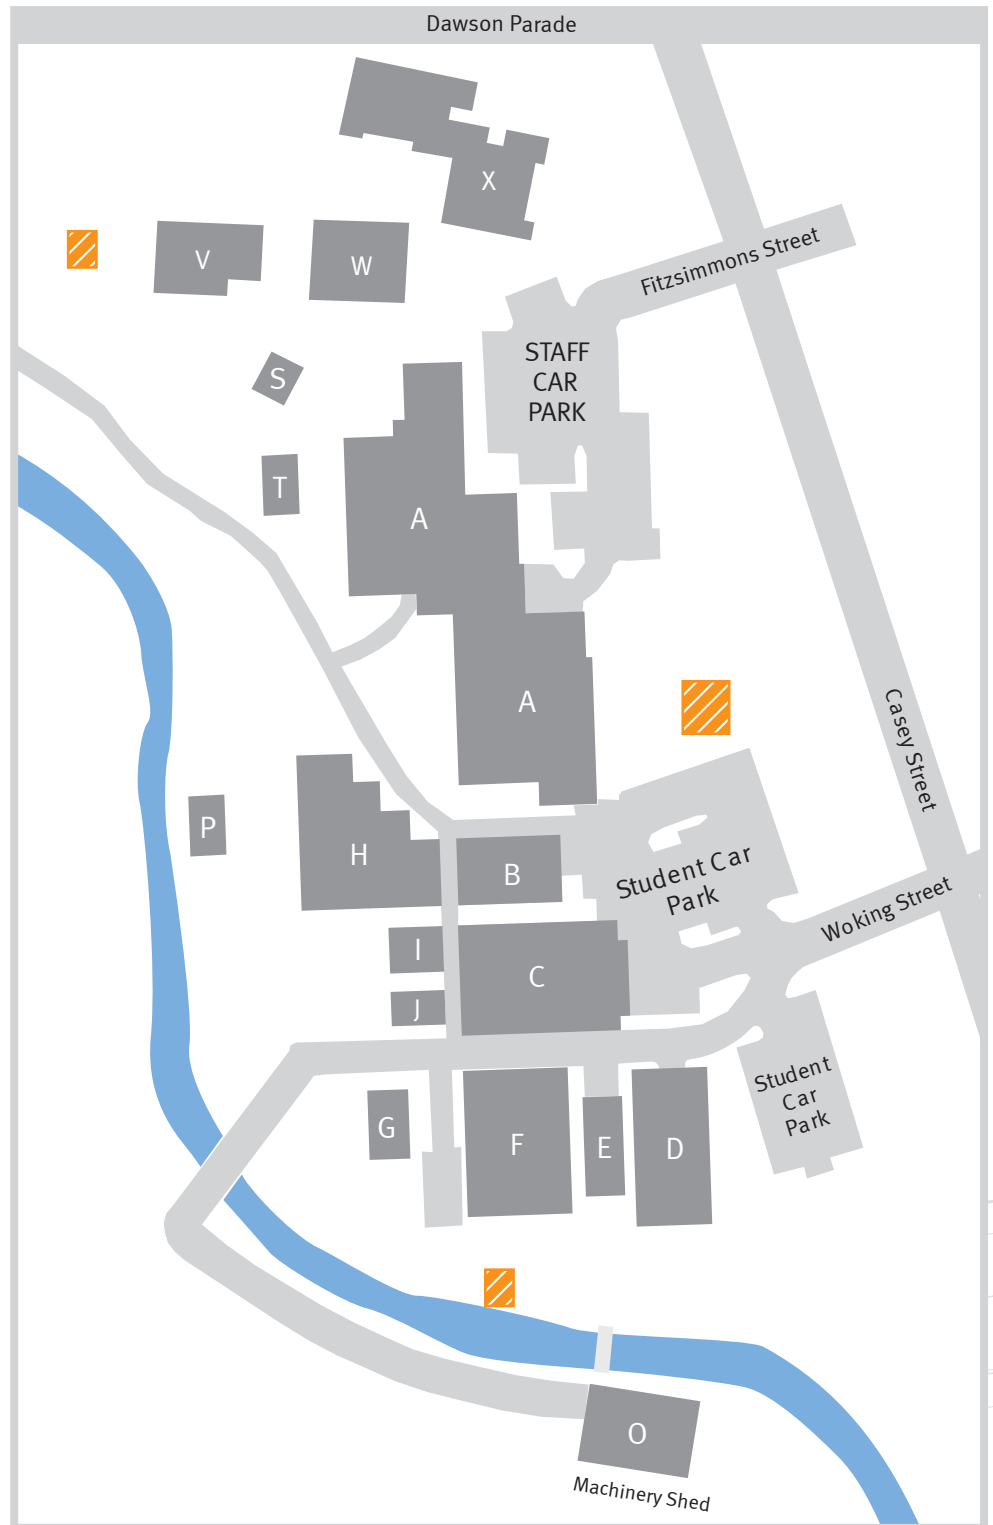 Dawson Parade
X
Fitzsimmons Street
V
W
STAFF
CAR
PARK
S
T
A
A
Casey Street
P
H
B
Student Car
Park
Woking Street
I
C
J
Student
Car
Park
G
F
E
D
O
Machinery Shed